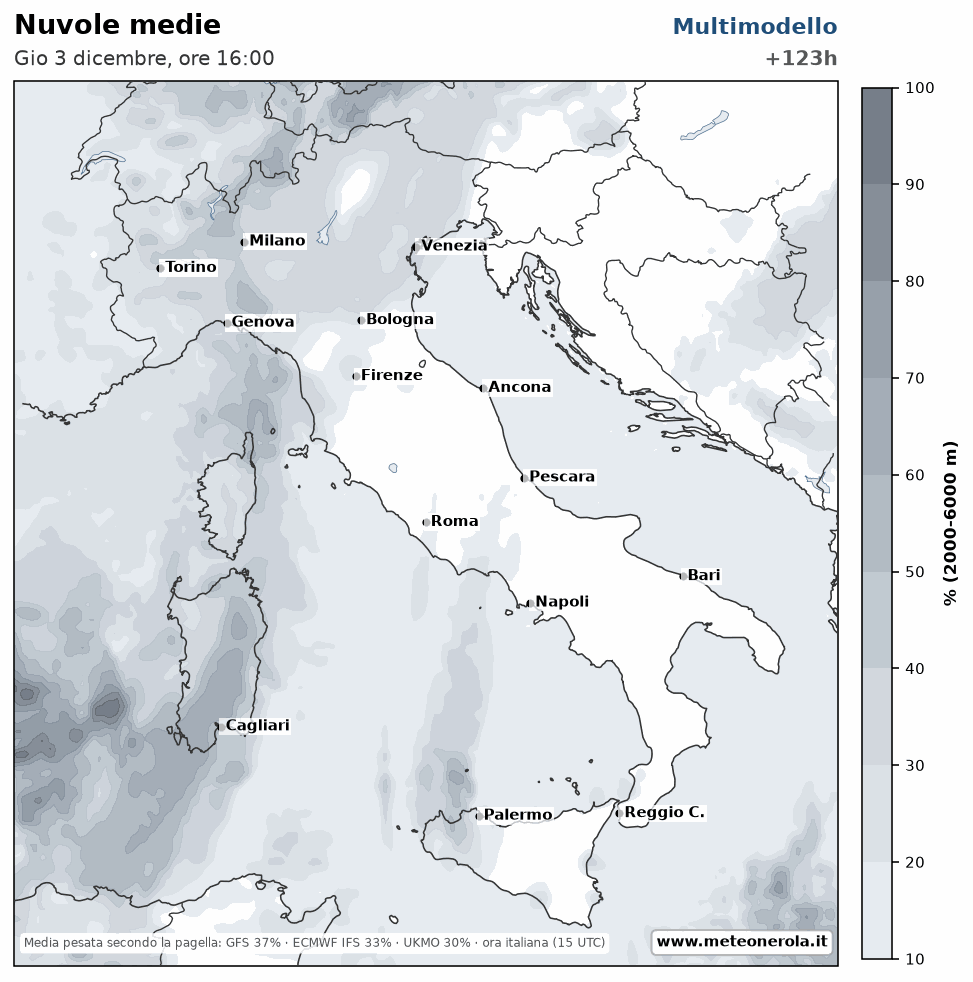 Nuvole medie
Multimodello
Gio 3 dicembre, ore 16:00
+123h
Milano
Venezia
Torino
Genova
Bologna
Firenze
Ancona
Pescara
Roma
Bari
Napoli
Cagliari
Palermo
Reggio C.
100
90
80
70
60
50
40
30
20
10
% (2000-6000 m)
Media pesata secondo la pagella: GFS 37% · ECMWF IFS 33% · UKMO 30% · ora italiana (15 UTC)
www.meteonerola.it